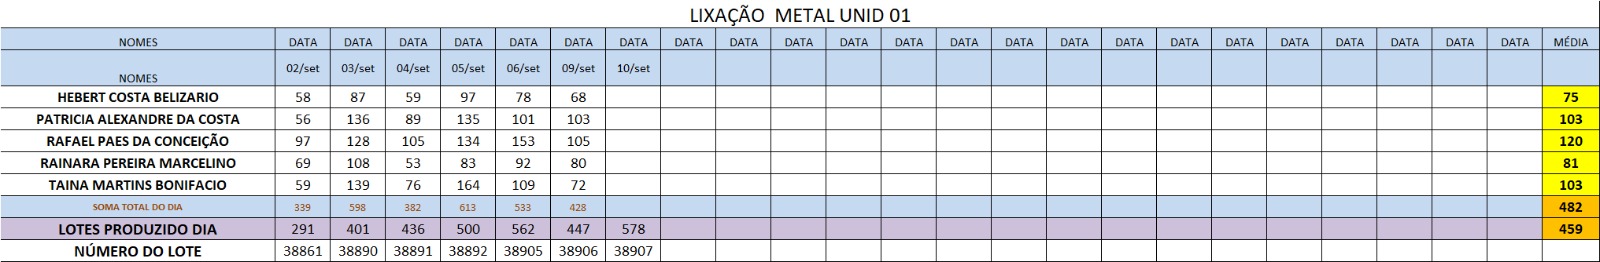 LIXAÇÃO METAL UNID 01
NOMES DATA DATA DATA DATA DATA DATA DATA DATA DATA DATA DATA DATA DATA DATA DATA DATA DATA DATA DATA DATA DATA DATA DATA MÉDIA
NOMES 02/set 03/set 04/set 05/set 06/set 09/set 10/set
HEBERT COSTA BELIZARIO 58 87 59 97 78 68 75
PATRICIA ALEXANDRE DA COSTA 56 136 89 135 101 103 103
RAFAEL PAES DA CONCEIÇÃO 97 128 105 134 153 105 120
RAINARA PEREIRA MARCELINO 69 108 53 83 92 80 81
TAINA MARTINS BONIFACIO 59 139 76 164 109 72 103
SOMA TOTAL DO DIA 339 598 382 613 533 428 482
LOTES PRODUZIDO DIA 291 401 436 500 562 447 578 459
NÚMERO DO LOTE 38861 38890 38891 38892 38905 38906 38907